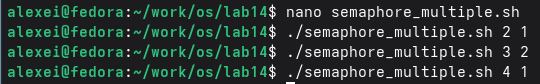 alexei@fedora:~/work/os/lab14$ nano semaphore_multiple.sh
alexei@fedora:~/work/os/lab14$ ./semaphore_multiple.sh 2 1
alexei@fedora:~/work/os/lab14$ ./semaphore_multiple.sh 3 2
alexei@fedora:~/work/os/lab14$ ./semaphore_multiple.sh 4 1